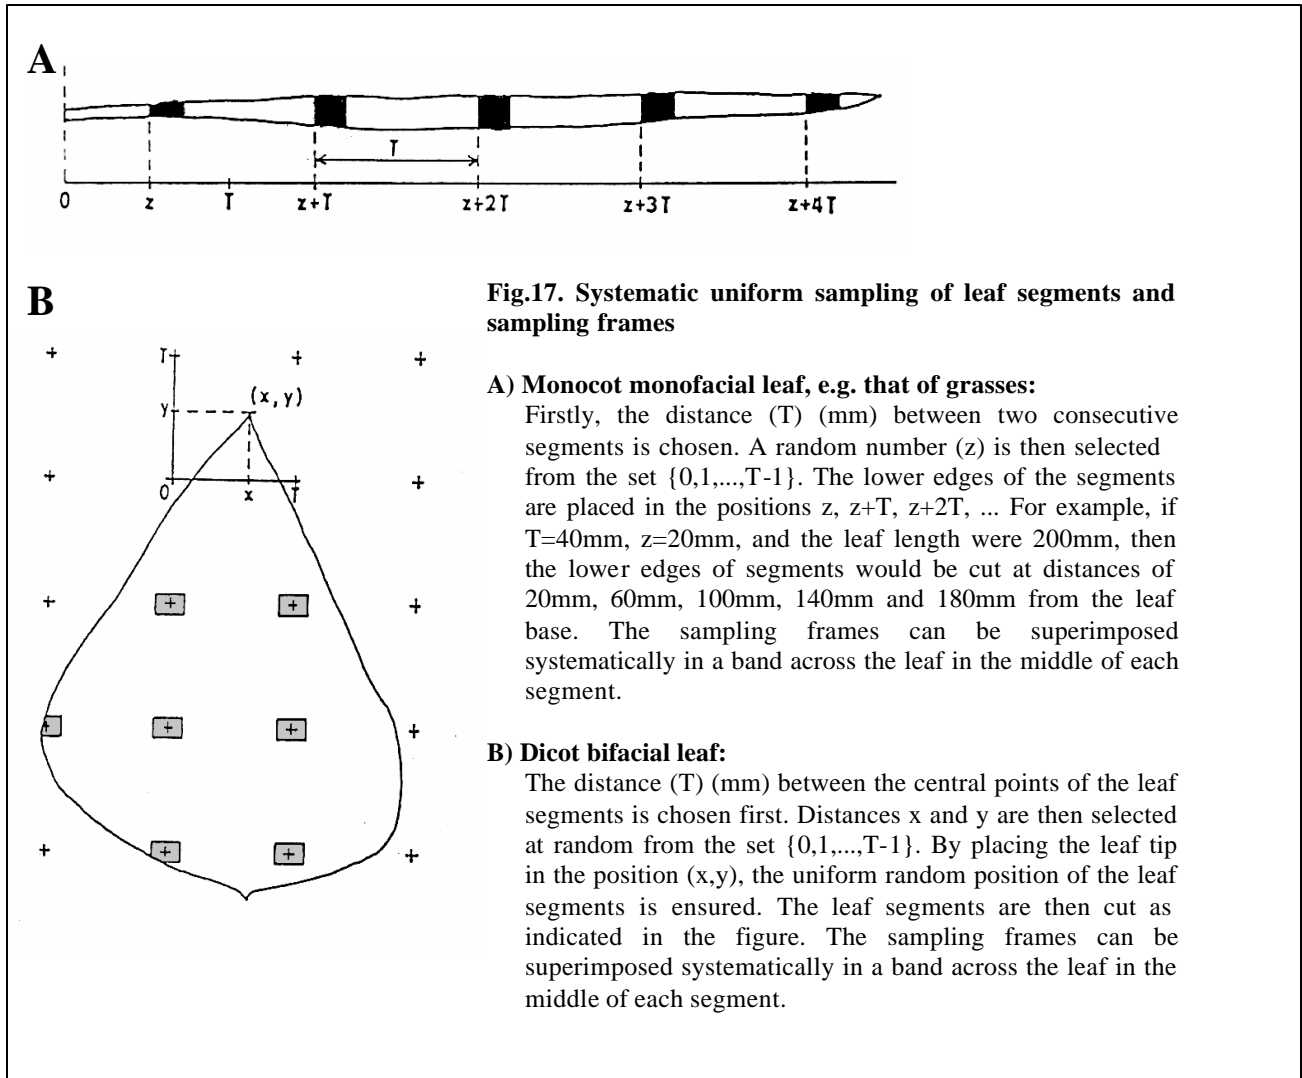 A
T
0 z T z+T z+2T z+3T z+4T
B
Fig.17. Systematic uniform sampling of leaf segments and
sampling frames
T
y
(x,y)
0 x T
A) Monocot monofacial leaf, e.g. that of grasses:
Firstly, the distance (T) (mm) between two consecutive
segments is chosen. A random number (z) is then selected
from the set {0,1,...,T-1}. The lower edges of the segments
are placed in the positions z, z+T, z+2T, ... For example, if
T=40mm, z=20mm, and the leaf length were 200mm, then
the lower edges of segments would be cut at distances of
20mm, 60mm, 100mm, 140mm and 180mm from the leaf
base. The sampling frames can be superimposed
systematically in a band across the leaf in the middle of each
segment.
B) Dicot bifacial leaf:
The distance (T) (mm) between the central points of the leaf
segments is chosen first. Distances x and y are then selected
at random from the set {0,1,...,T-1}. By placing the leaf tip
in the position (x,y), the uniform random position of the leaf
segments is ensured. The leaf segments are then cut as
indicated in the figure. The sampling frames can be
superimposed systematically in a band across the leaf in the
middle of each segment.